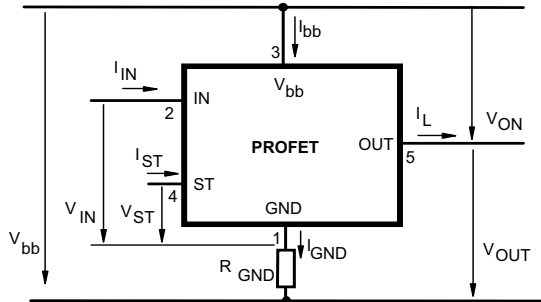 I bb
3
I IN
V bb
IN
2
I L
V ON
PROFET
OUT
I ST
5
ST
4
GND
V IN
V ST
1
I GND
V bb
R GND
V OUT